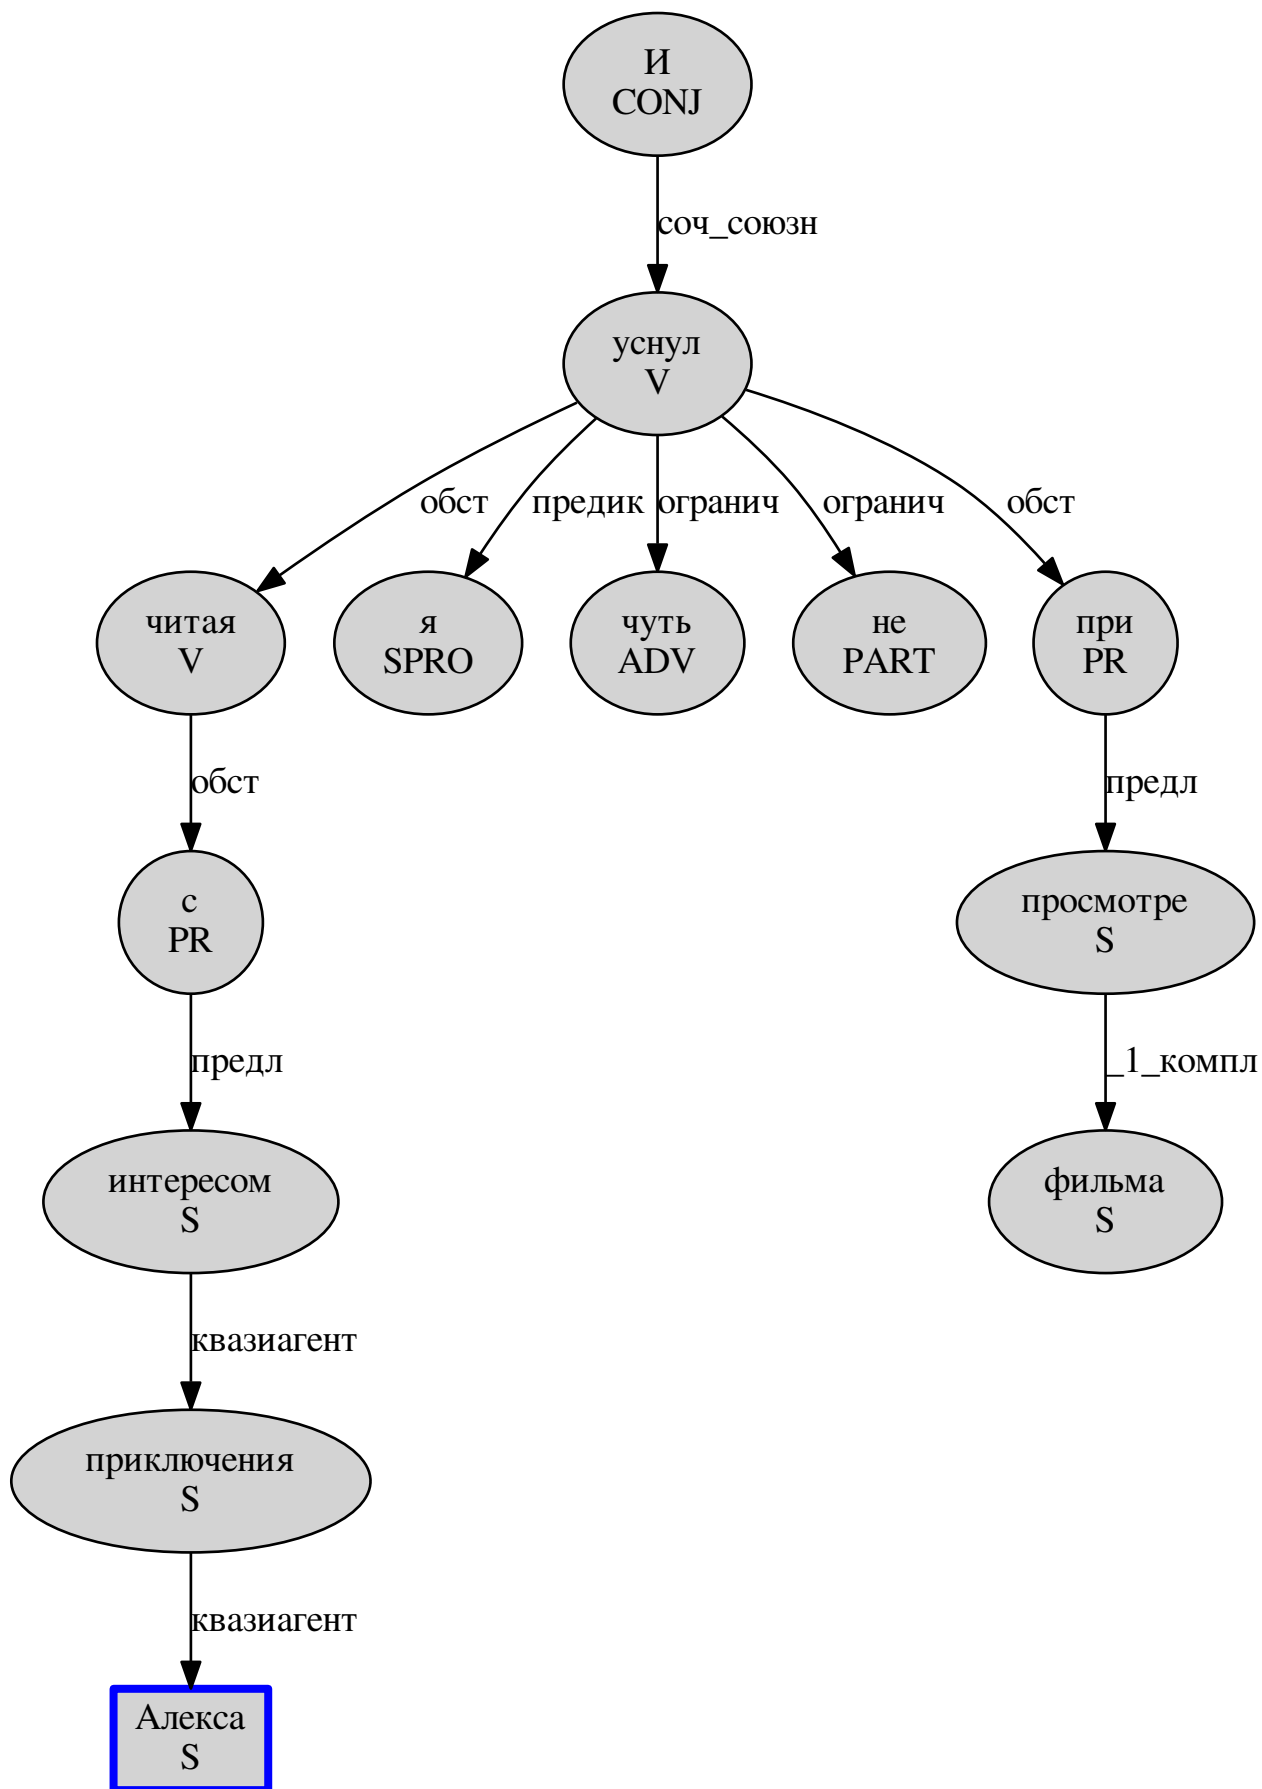 И
CONJ
соч_союзн
уснул
V
обст
предик
огранич
огранич
обст
читая
V
я
SPRO
чуть
ADV
не
PART
при
PR
обст
предл
с
PR
просмотре
S
предл
_1_компл
интересом
S
фильма
S
квазиагент
приключения
S
квазиагент
Алекса
S